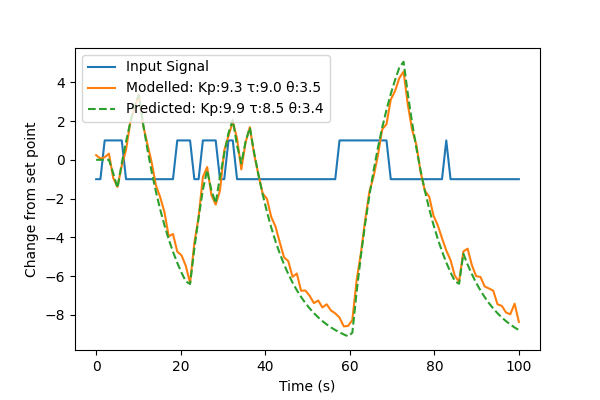 Input Signal
Modelled: Kp:9.3 τ:9.0 θ:3.5
Predicted: Kp:9.9 τ:8.5 θ:3.4
Change from set point
4
2
0
−2
−4
−6
−8
0 20 40 60 80 100
Time (s)